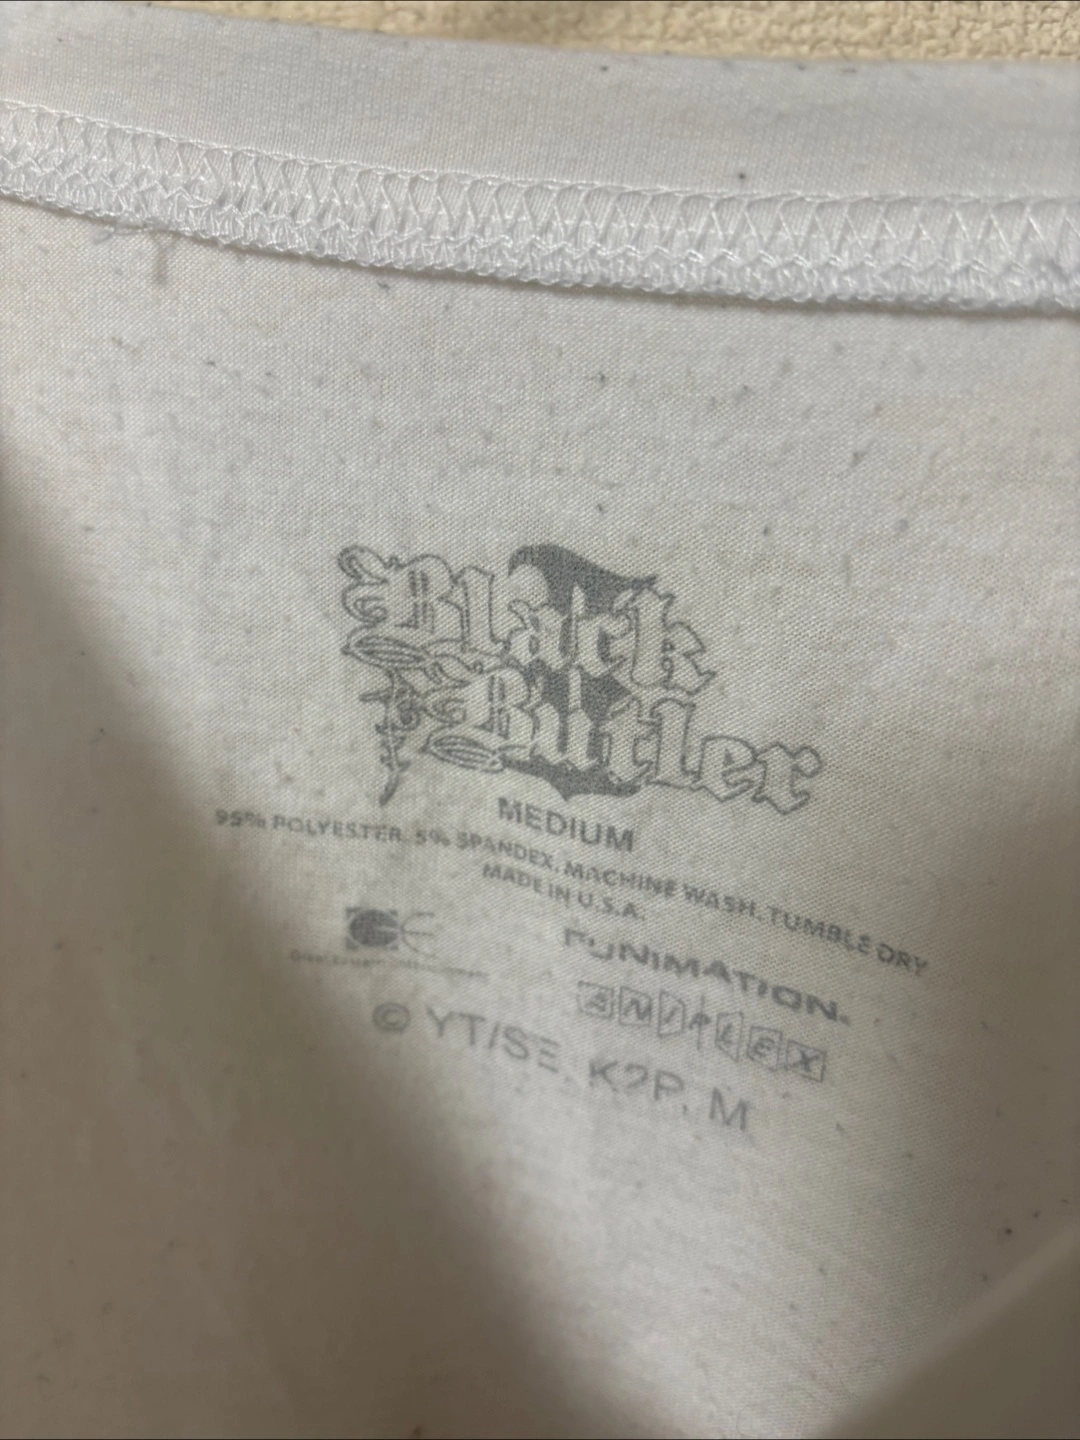 Black
Butler
MEDIUM
95% POLYESTER, 5% SPANDEX, MACHINE WASH, TUMBLE DRY
MADE IN U.S.A.
FUNIMATION
ANIPLEX
© YT/SE, K2P, M